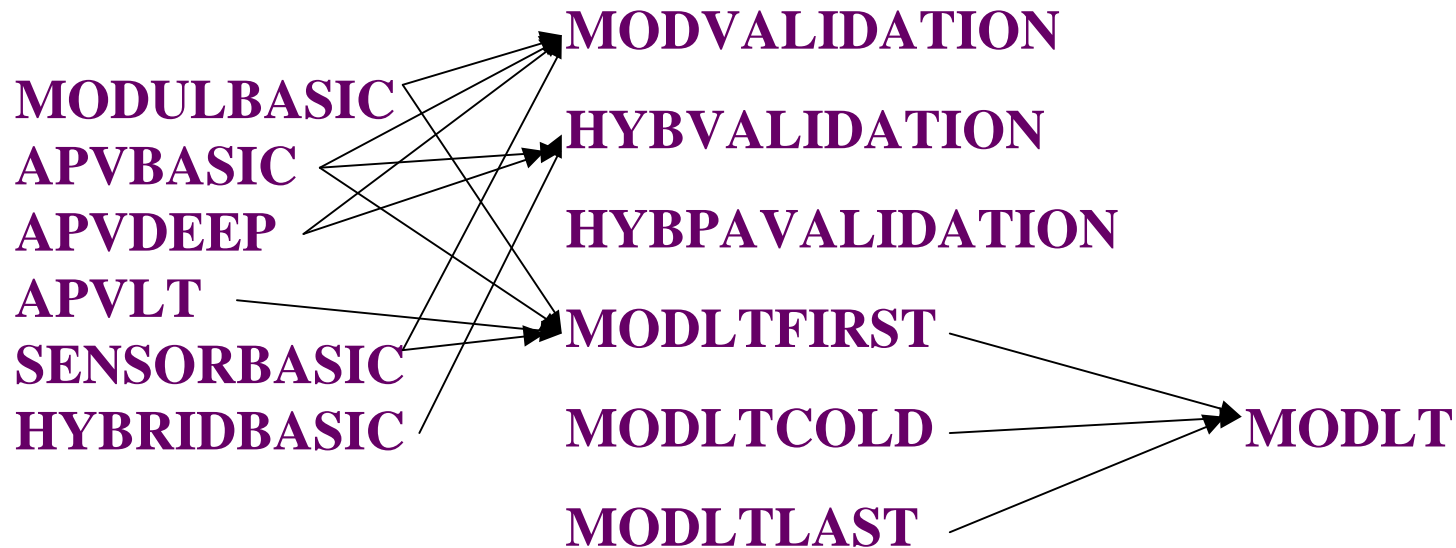 MODULBASIC
APVBASIC
APVDEEP
APVLT
SENSORBASIC
HYBRIDBASIC
MODVALIDATION
HYBVALIDATION
HYBPAVALIDATION
MODLTFIRST
MODLTCOLD
MODLTLAST
MODLT